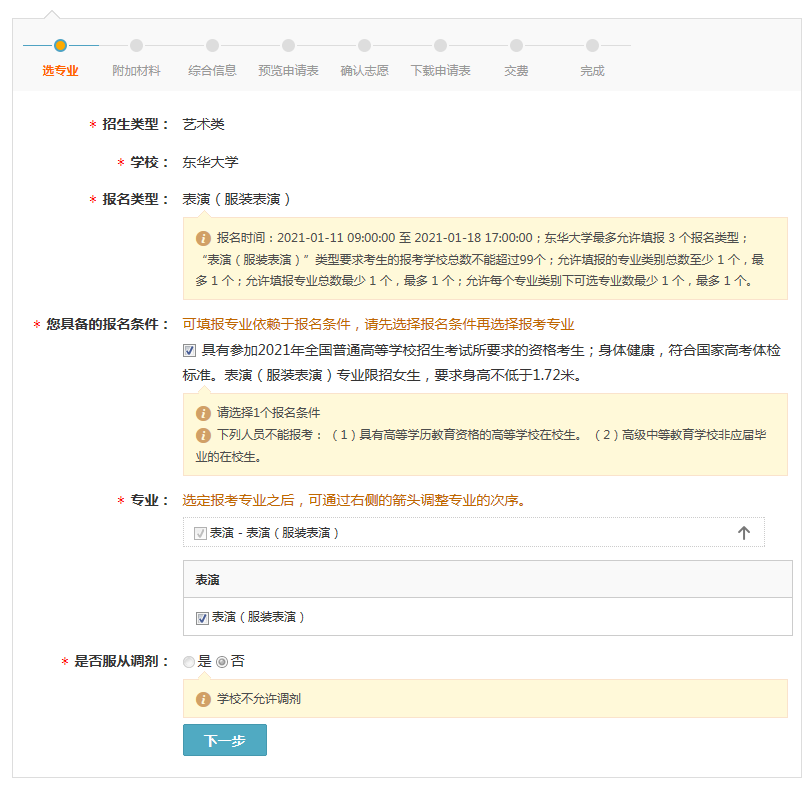 选专业 附加材料 综合信息 预览申请表 确认志愿 下载申请表 交费 完成
* 招生类型： 艺术类
* 学校： 东华大学
* 报名类型： 表演（服装表演）
报名时间：2021-01-11 09:00:00 至 2021-01-18 17:00:00；东华大学最多允许填报 3 个报名类型；
“表演（服装表演）”类型要求考生的报考学校总数不能超过99个；允许填报的专业类别总数至少 1 个，最
多 1 个；允许填报专业总数最少 1 个，最多 1 个；允许每个专业类别下可选专业数最少 1 个，最多 1 个。
* 您具备的报名条件： 可填报专业依赖于报名条件，请先选择报名条件再选择报考专业
具有参加2021年全国普通高等学校招生考试所要求的资格考生；身体健康，符合国家高考体检
标准。表演（服装表演）专业限招女生，要求身高不低于1.72米。
请选择1个报名条件
下列人员不能报考：（1）具有高等学历教育资格的高等学校在校生。（2）高级中等教育学校非应届毕
业的在校生。
* 专业： 选定报考专业之后，可通过右侧的箭头调整专业的次序。
表演 - 表演（服装表演）
表演
表演（服装表演）
* 是否服从调剂： 是 否
学校不允许调剂
下一步